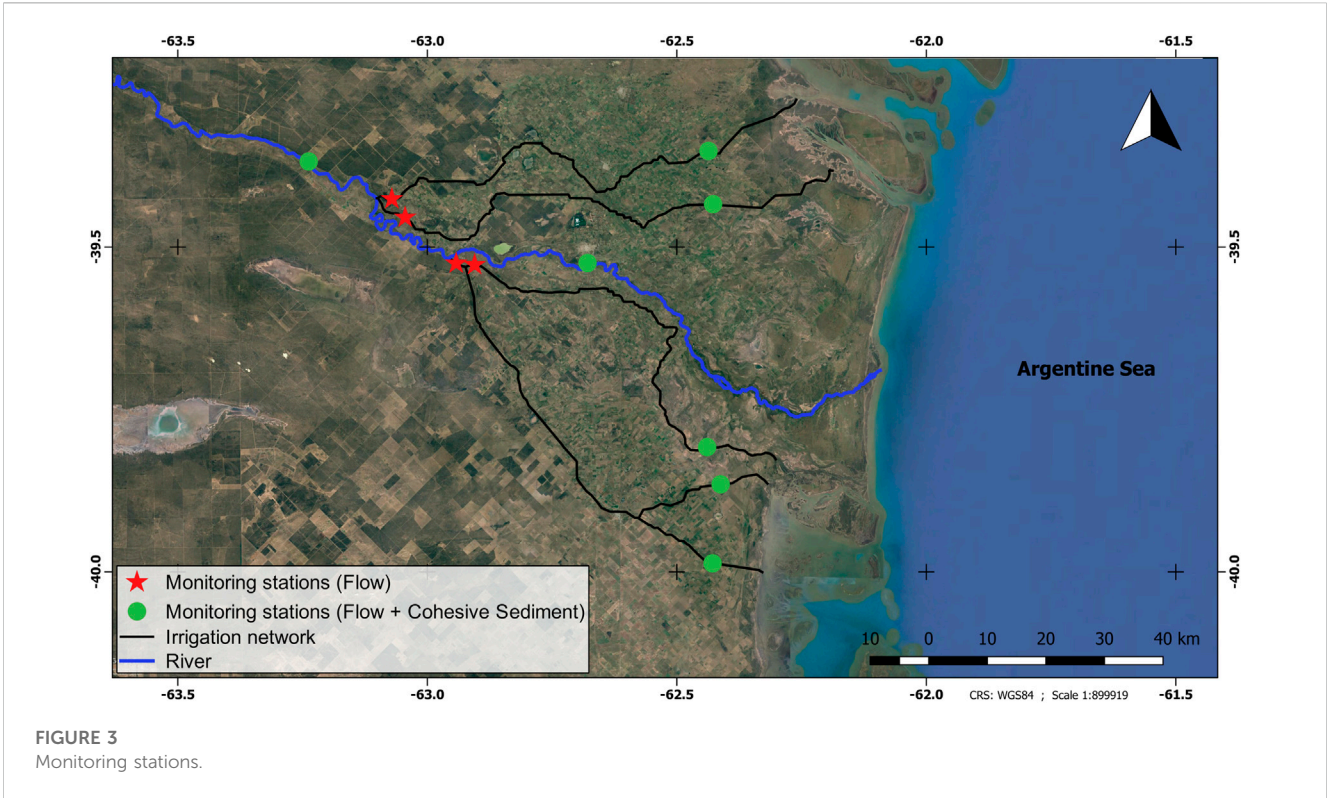 -63.5 -63.0 -62.5 -62.0 -61.5
-39.5 -39.5
Argentine Sea
-40.0 -40.0
Monitoring stations (Flow)
Monitoring stations (Flow + Cohesive Sediment)
Irrigation network
River
10 0 10 20 30 40 km
-63.5 -63.0 -62.5 -62.0 -61.5
CRS: WGS84 ; Scale 1:899919
FIGURE 3
Monitoring stations.